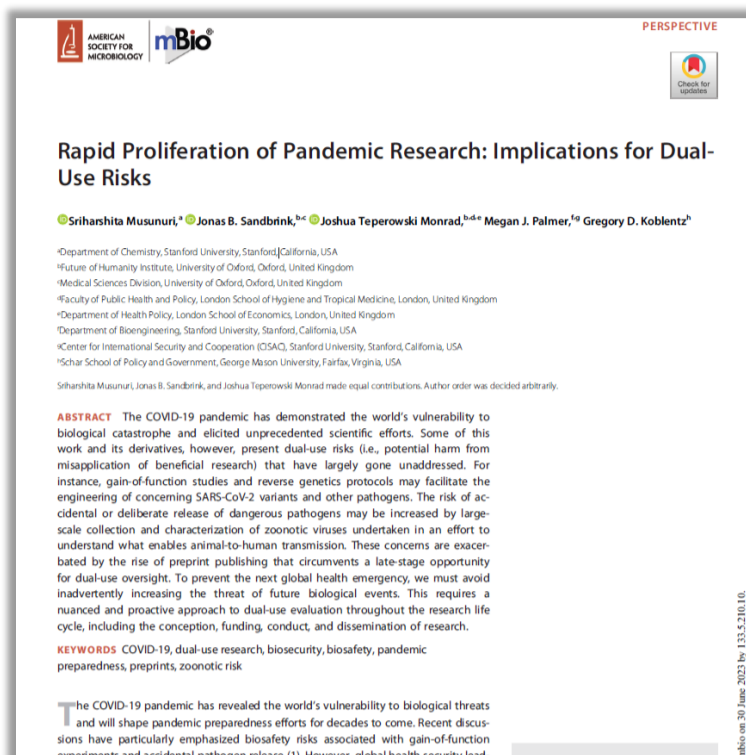 AMERICAN
SOCIETY FOR
MICROBIOLOGY
mBio®
PERSPECTIVE
Check for
updates
Rapid Proliferation of Pandemic Research: Implications for Dual-
Use Risks
Sriharshita Musunuri,ᵃ Jonas B. Sandbrink,ᵇ,ᶜ Joshua Teperowski Monrad,ᵇ,ᵈ,ᵉ Megan J. Palmer,ᶠ,ᵍ Gregory D. Koblentzʰ
ᵃDepartment of Chemistry, Stanford University, Stanford, California, USA
ᵇFuture of Humanity Institute, University of Oxford, Oxford, United Kingdom
ᶜMedical Sciences Division, University of Oxford, Oxford, United Kingdom
ᵈFaculty of Public Health and Policy, London School of Hygiene and Tropical Medicine, London, United Kingdom
ᵉDepartment of Health Policy, London School of Economics, London, United Kingdom
ᶠDepartment of Bioengineering, Stanford University, Stanford, California, USA
ᵍCenter for International Security and Cooperation (CISAC), Stanford University, Stanford, California, USA
ʰSchar School of Policy and Government, George Mason University, Fairfax, Virginia, USA
Sriharshita Musunuri, Jonas B. Sandbrink, and Joshua Teperowski Monrad made equal contributions. Author order was decided arbitrarily.
ABSTRACT The COVID-19 pandemic has demonstrated the world's vulnerability to
biological catastrophe and elicited unprecedented scientific efforts. Some of this
work and its derivatives, however, present dual-use risks (i.e., potential harm from
misapplication of beneficial research) that have largely gone unaddressed. For
instance, gain-of-function studies and reverse genetics protocols may facilitate the
engineering of concerning SARS-CoV-2 variants and other pathogens. The risk of ac-
cidental or deliberate release of dangerous pathogens may be increased by large-
scale collection and characterization of zoonotic viruses undertaken in an effort to
understand what enables animal-to-human transmission. These concerns are exacer-
bated by the rise of preprint publishing that circumvents a late-stage opportunity
for dual-use oversight. To prevent the next global health emergency, we must avoid
inadvertently increasing the threat of future biological events. This requires a
nuanced and proactive approach to dual-use evaluation throughout the research life
cycle, including the conception, funding, conduct, and dissemination of research.
KEYWORDS COVID-19, dual-use research, biosecurity, biosafety, pandemic
preparedness, preprints, zoonotic risk
The COVID-19 pandemic has revealed the world's vulnerability to biological threats
and will shape pandemic preparedness efforts for decades to come. Recent discus-
sions have particularly emphasized biosafety risks associated with gain-of-function
experiments and accidental pathogen release (1). However, global health security lead-
on 30 June 2023 by 133.5.210.10.